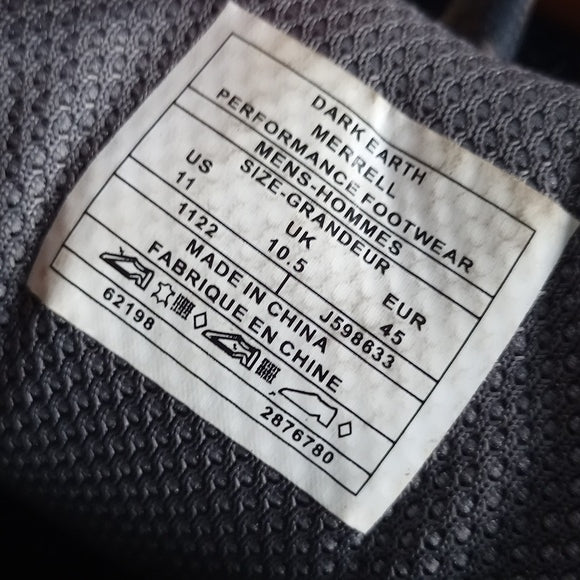 DARK EARTH
MERRELL
PERFORMANCE FOOTWEAR
MENS-HOMMES
SIZE-GRANDEUR
US UK EUR
11 10.5 45
1122 J598633
MADE IN CHINA
FABRIQUE EN CHINE
62198 2876780